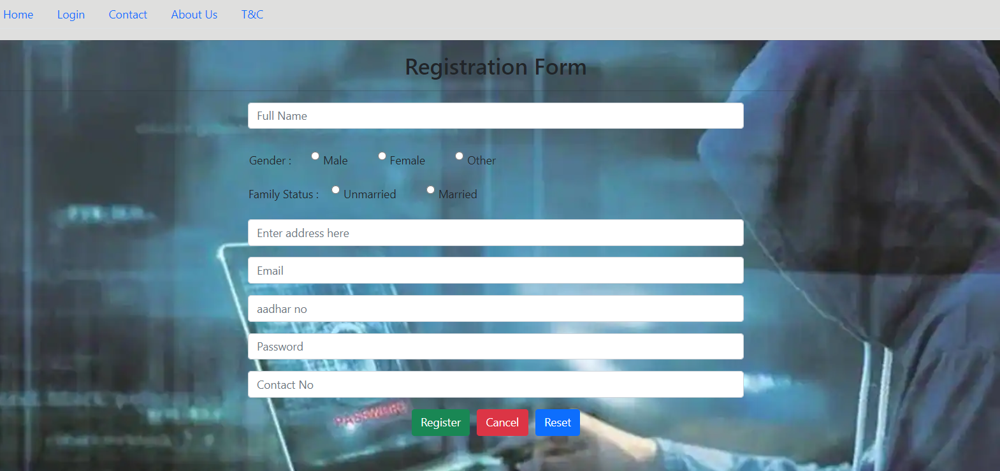 Home Login Contact About Us T&C
Registration Form
Full Name
Gender : Male Female Other
Family Status : Unmarried Married
Enter address here
Email
aadhar no
Password
Contact No
PASSWORD
Register Cancel Reset